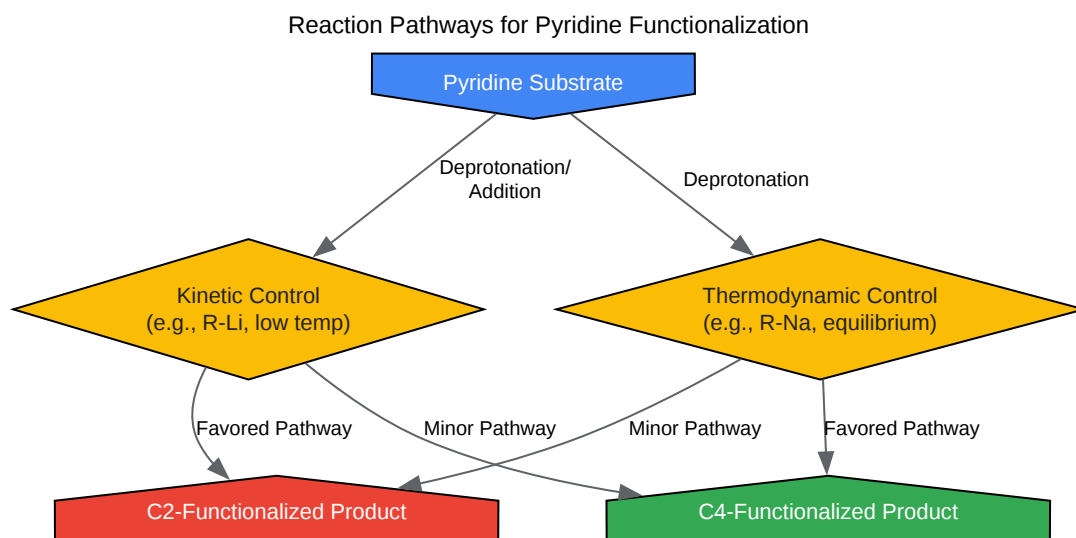 Reaction Pathways for Pyridine Functionalization
Pyridine Substrate
Deprotonation/
Addition
Deprotonation
Kinetic Control
(e.g., R-Li, low temp)
Thermodynamic Control
(e.g., R-Na, equilibrium)
Favored Pathway
Minor Pathway
Minor Pathway
Favored Pathway
C2-Functionalized Product
C4-Functionalized Product